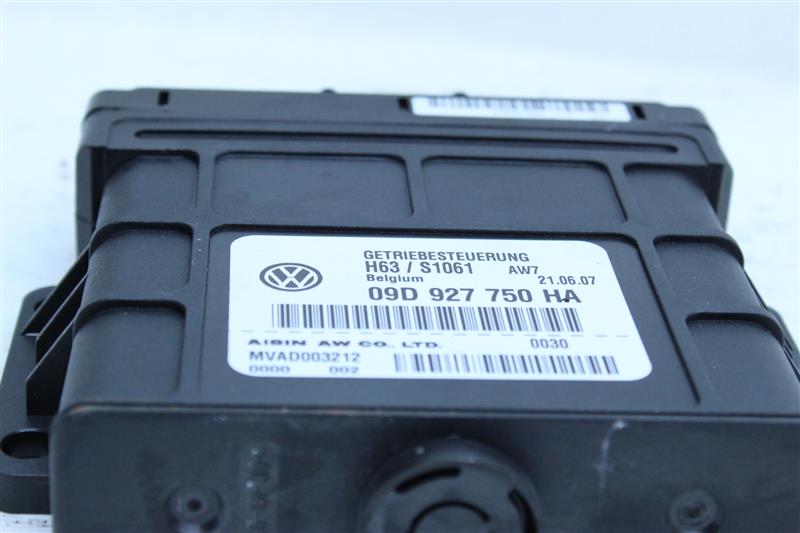 GETRIEBESTEUERUNG
H63 / S1061 AW7
Belgium 21.06.07
09D 927 750 HA
AISIN AW CO., LTD. 0030
MVAD003212
0000 002